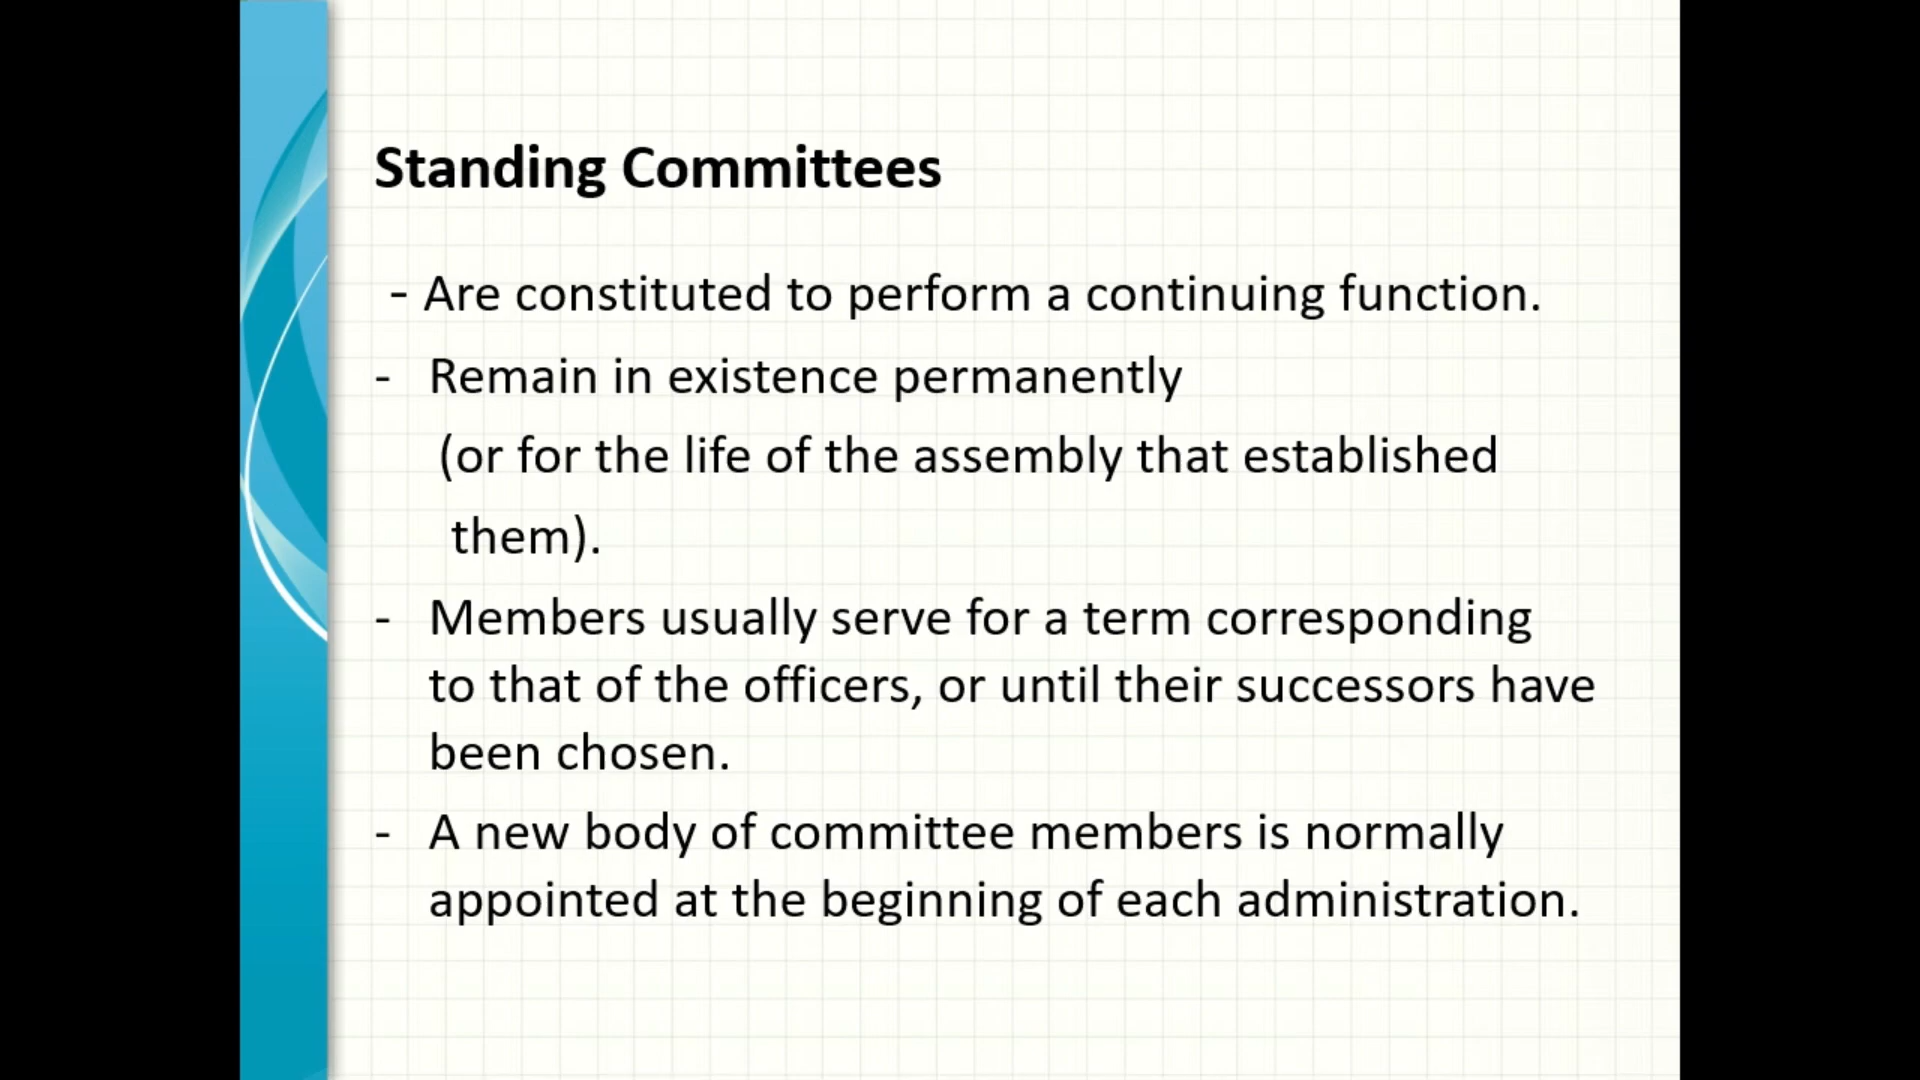 Standing Committees
- Are constituted to perform a continuing function.
- Remain in existence permanently
(or for the life of the assembly that established
them).
- Members usually serve for a term corresponding
to that of the officers, or until their successors have
been chosen.
- A new body of committee members is normally
appointed at the beginning of each administration.